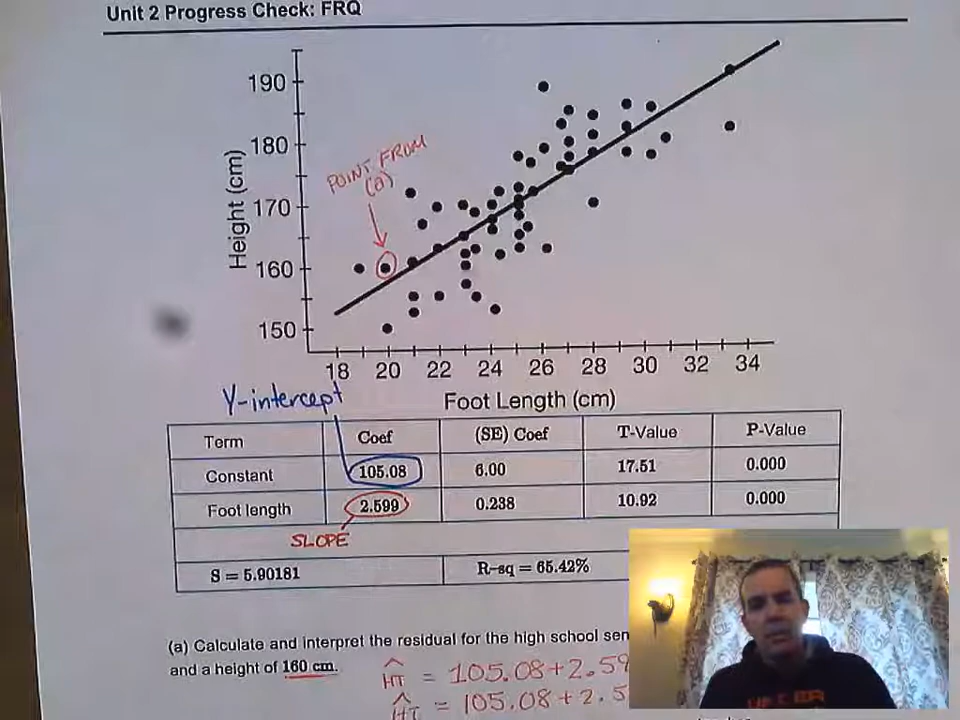 Unit 2 Progress Check: FRQ
190
180
170
160
150
Height (cm)
POINT FROM
(a)
18 20 22 24 26 28 30 32 34
Foot Length (cm)
Y-intercept
Term Coef (SE) Coef T-Value P-Value
Constant 105.08 6.00 17.51 0.000
Foot length 2.599 0.238 10.92 0.000
SLOPE
S = 5.90181 R-sq = 65.42%
(a) Calculate and interpret the residual for the high school
and a height of 160 cm.
HT = 105.08 + 2.59
HT = 105.08 + 2.5